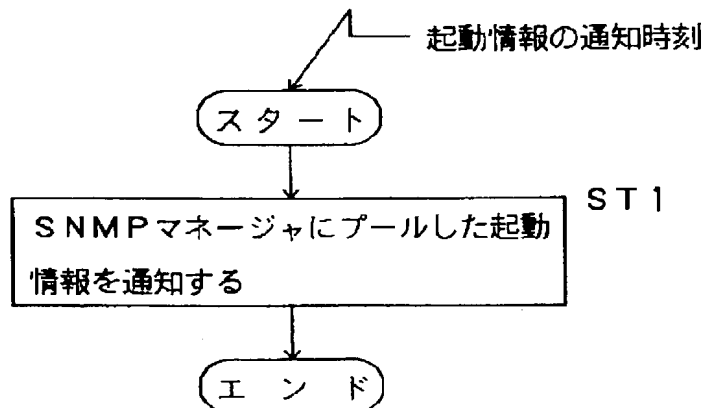 起動情報の通知時刻
スタート
ST1
SNMPマネージャにプールした起動
情報を通知する
エンド